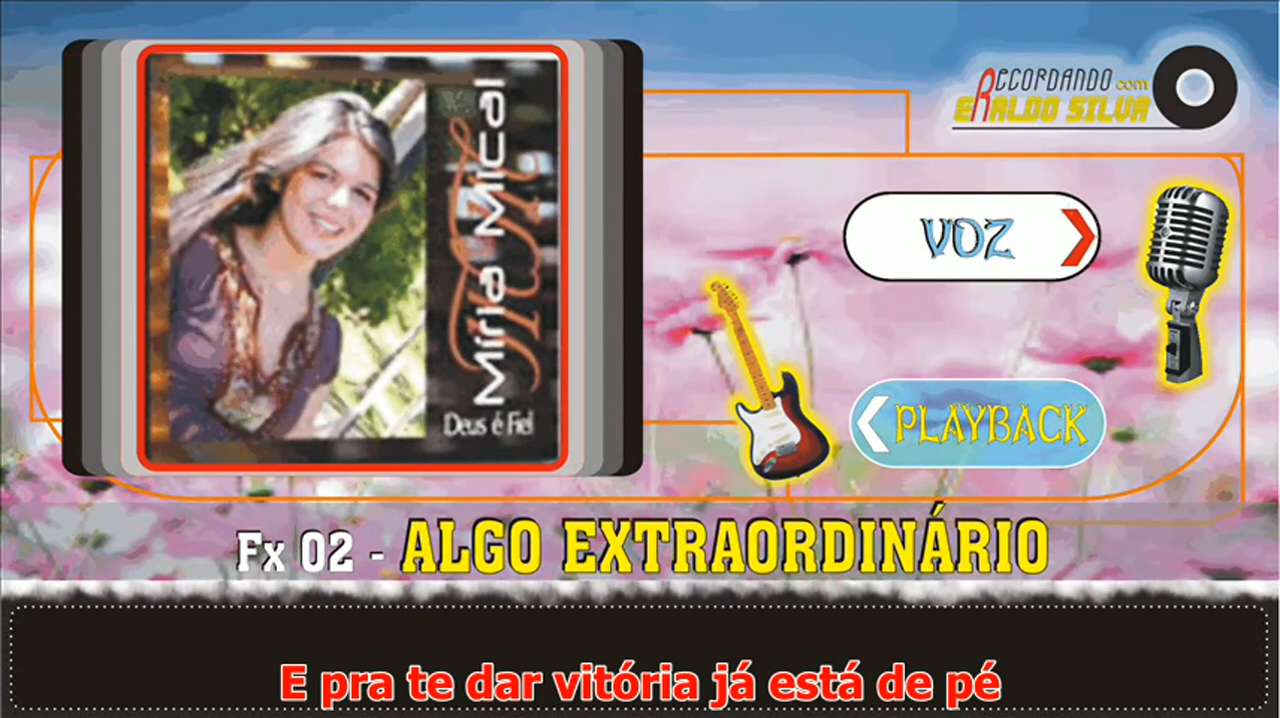 RECORDANDO com
ERALDO SILVA
Míria Mical
Deus é Fiel
VOZ
PLAYBACK
Fx 02 - ALGO EXTRAORDINÁRIO
E pra te dar vitória já está de pé